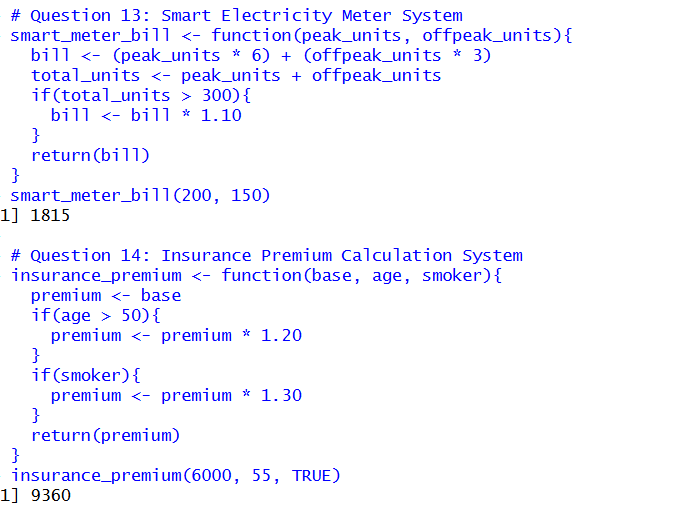 # Question 13: Smart Electricity Meter System
smart_meter_bill <- function(peak_units, offpeak_units){
  bill <- (peak_units * 6) + (offpeak_units * 3)
  total_units <- peak_units + offpeak_units
  if(total_units > 300){
    bill <- bill * 1.10
  }
  return(bill)
}
smart_meter_bill(200, 150)
1] 1815

# Question 14: Insurance Premium Calculation System
insurance_premium <- function(base, age, smoker){
  premium <- base
  if(age > 50){
    premium <- premium * 1.20
  }
  if(smoker){
    premium <- premium * 1.30
  }
  return(premium)
}
insurance_premium(6000, 55, TRUE)
1] 9360